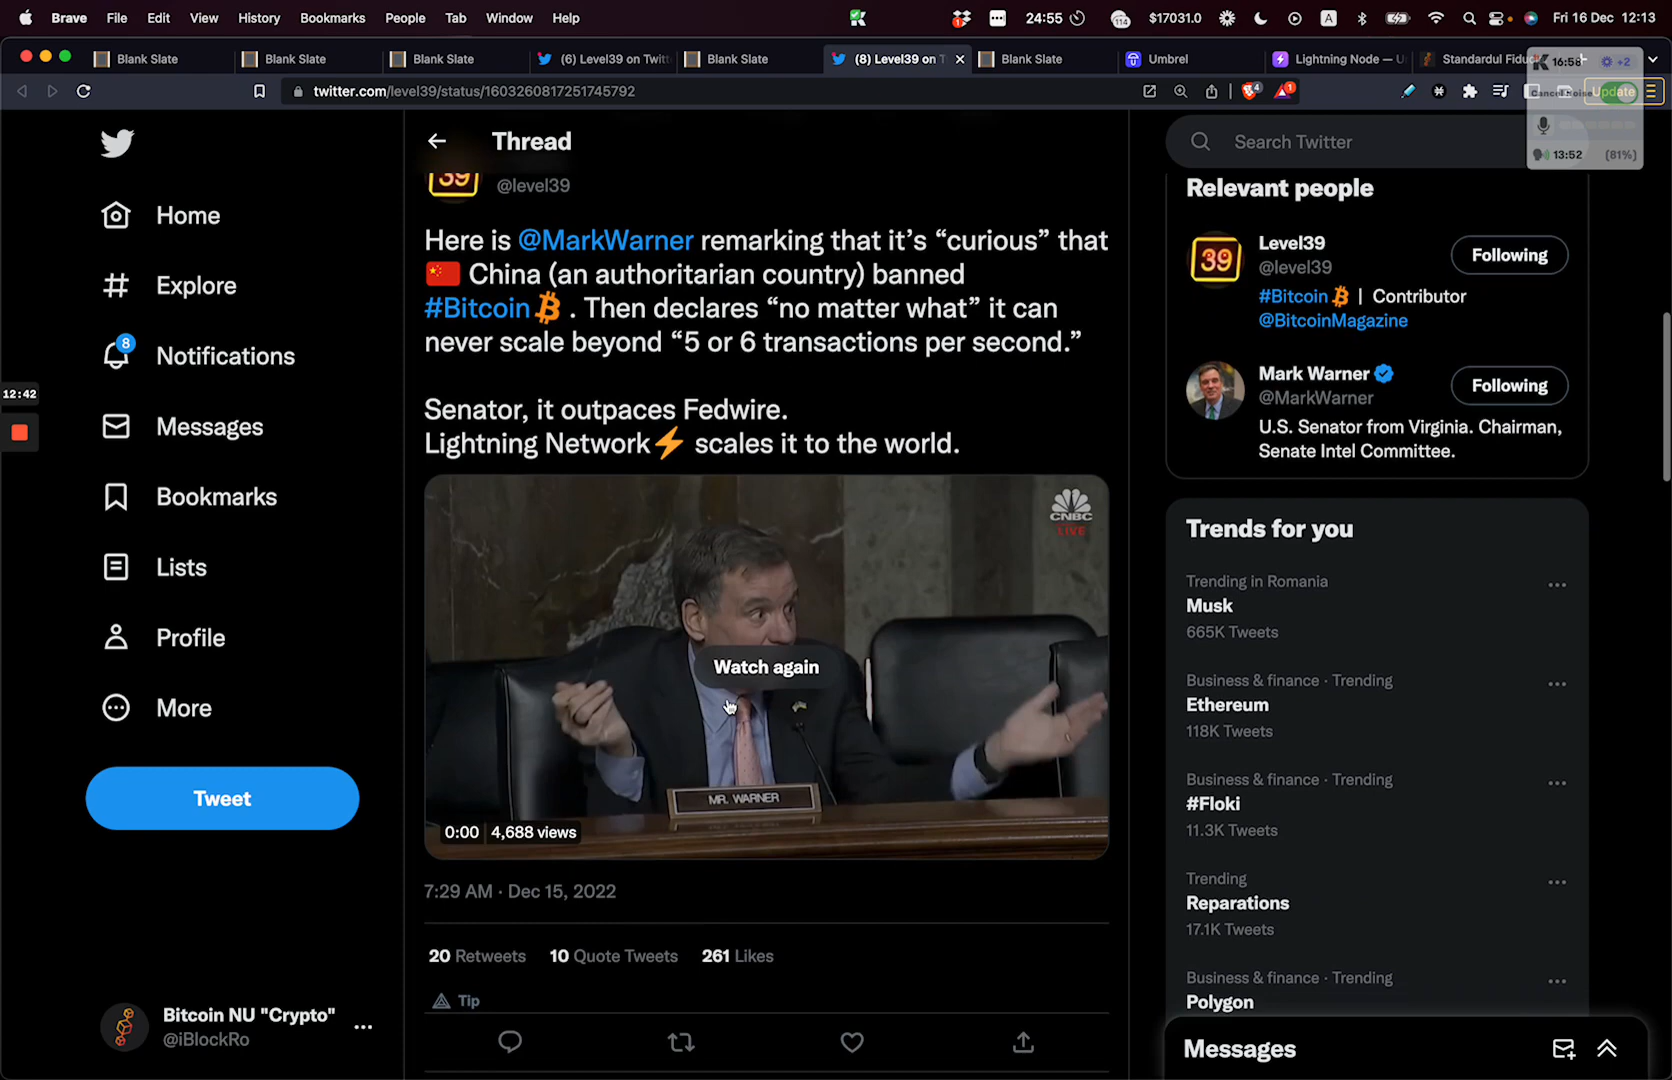 Brave File Edit View History Bookmarks People Tab Window Help
24:55 114 $17031.0 A Fri 16 Dec 12:13
Blank Slate Blank Slate Blank Slate (6) Level39 on Twitt Blank Slate (8) Level39 on T Blank Slate Umbrel Lightning Node — U Standardul Fiduc
twitter.com/level39/status/1603260817251745792
Update
16:58 +2
Cancel Noise
13:52 (81%)
12:42
Home
Explore
8
Notifications
Messages
Bookmarks
Lists
Profile
More
Tweet
Bitcoin NU "Crypto"
@iBlockRo
Thread
39
@level39
Here is @MarkWarner remarking that it’s “curious” that
China (an authoritarian country) banned
#Bitcoin . Then declares “no matter what” it can
never scale beyond “5 or 6 transactions per second.”
Senator, it outpaces Fedwire.
Lightning Network⚡ scales it to the world.
CNBC
LIVE
Watch again
MR. WARNER
0:00 4,688 views
7:29 AM · Dec 15, 2022
20 Retweets 10 Quote Tweets 261 Likes
Tip
Search Twitter
Relevant people
39
Level39
@level39
Following
#Bitcoin | Contributor
@BitcoinMagazine
Mark Warner
@MarkWarner
Following
U.S. Senator from Virginia. Chairman,
Senate Intel Committee.
Trends for you
Trending in Romania
Musk
665K Tweets
Business & finance · Trending
Ethereum
118K Tweets
Business & finance · Trending
#Floki
11.3K Tweets
Trending
Reparations
17.1K Tweets
Business & finance · Trending
Polygon
Messages